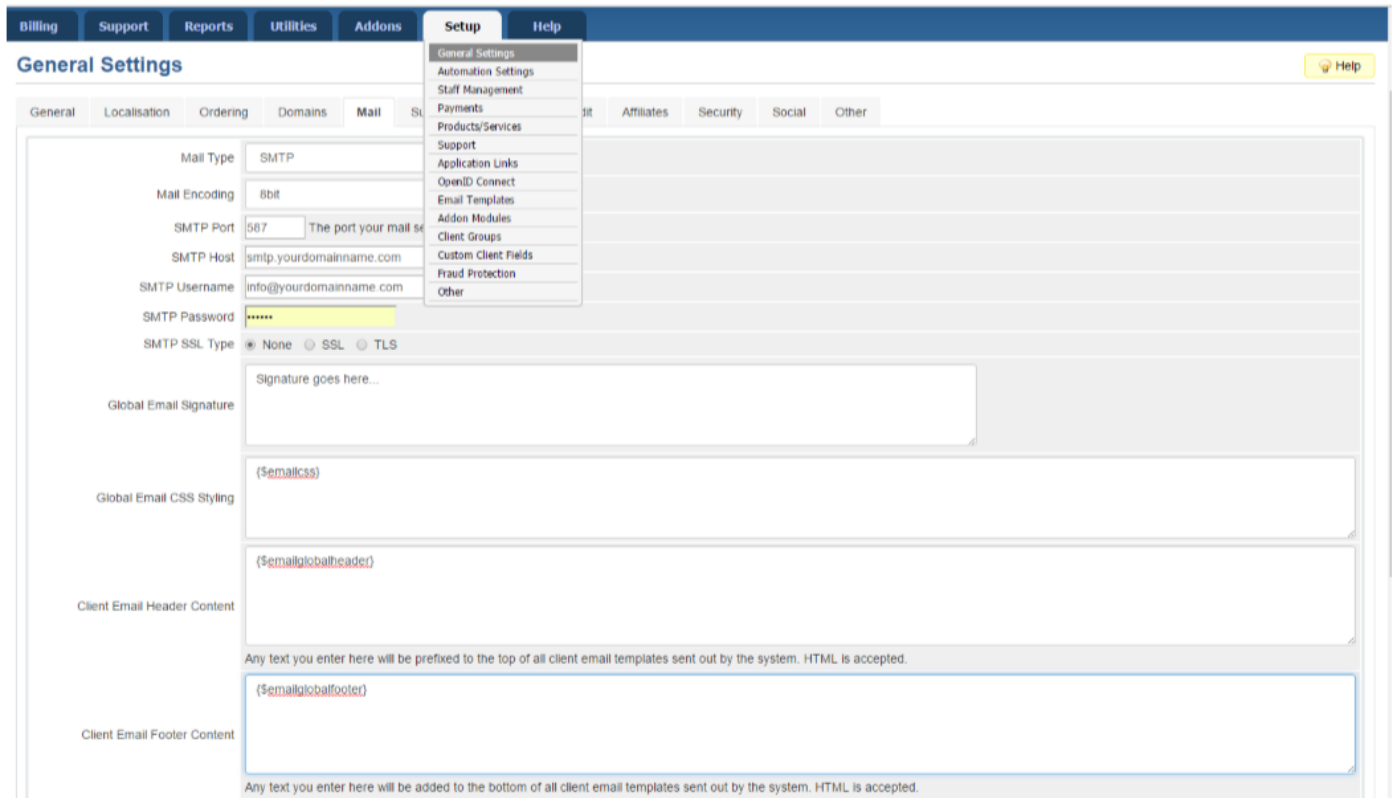 Billing Support Reports Utilities Addons Setup Help
General Settings
Automation Settings
Staff Management
Payments
Products/Services
Support
Application Links
OpenID Connect
Email Templates
Addon Modules
Client Groups
Custom Client Fields
Fraud Protection
Other
General Settings
Help
General Localisation Ordering Domains Mail Affiliates Security Social Other
Mail Type SMTP
Mail Encoding 8bit
SMTP Port 587 The port your mail
SMTP Host smtp.yourdomainname.com
SMTP Username info@yourdomainname.com
SMTP Password ••••••
SMTP SSL Type None SSL TLS
Global Email Signature
Signature goes here...
Global Email CSS Styling
{$emailcss}
Client Email Header Content
{$emailglobalheader}
Any text you enter here will be prefixed to the top of all client email templates sent out by the system. HTML is accepted.
Client Email Footer Content
{$emailglobalfooter}
Any text you enter here will be added to the bottom of all client email templates sent out by the system. HTML is accepted.